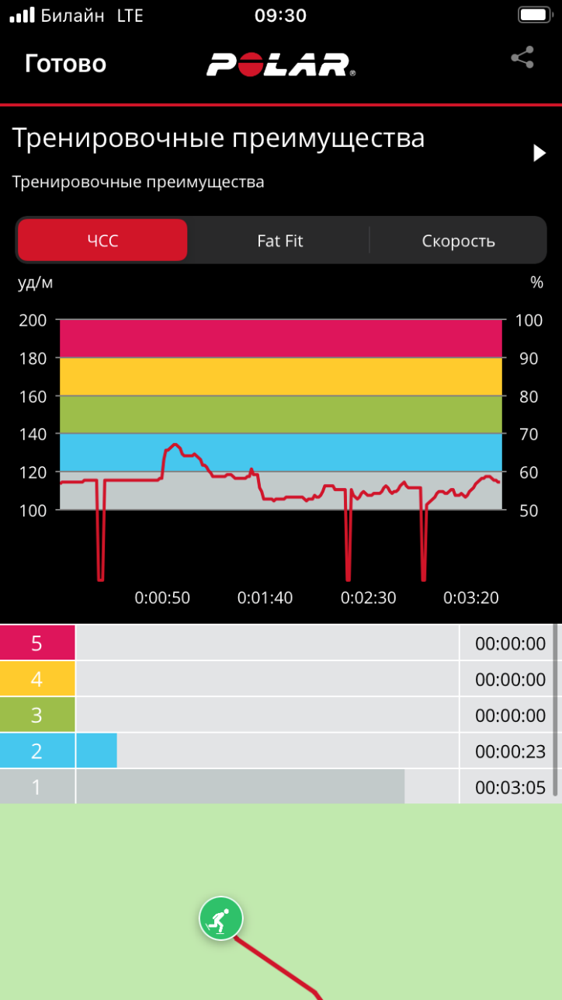 Билайн LTE 09:30
Готово POLAR®
Тренировочные преимущества
Тренировочные преимущества
ЧСС Fat Fit Скорость
уд/м %
200 100
180 90
160 80
140 70
120 60
100 50
0:00:50 0:01:40 0:02:30 0:03:20
5 00:00:00
4 00:00:00
3 00:00:00
2 00:00:23
1 00:03:05